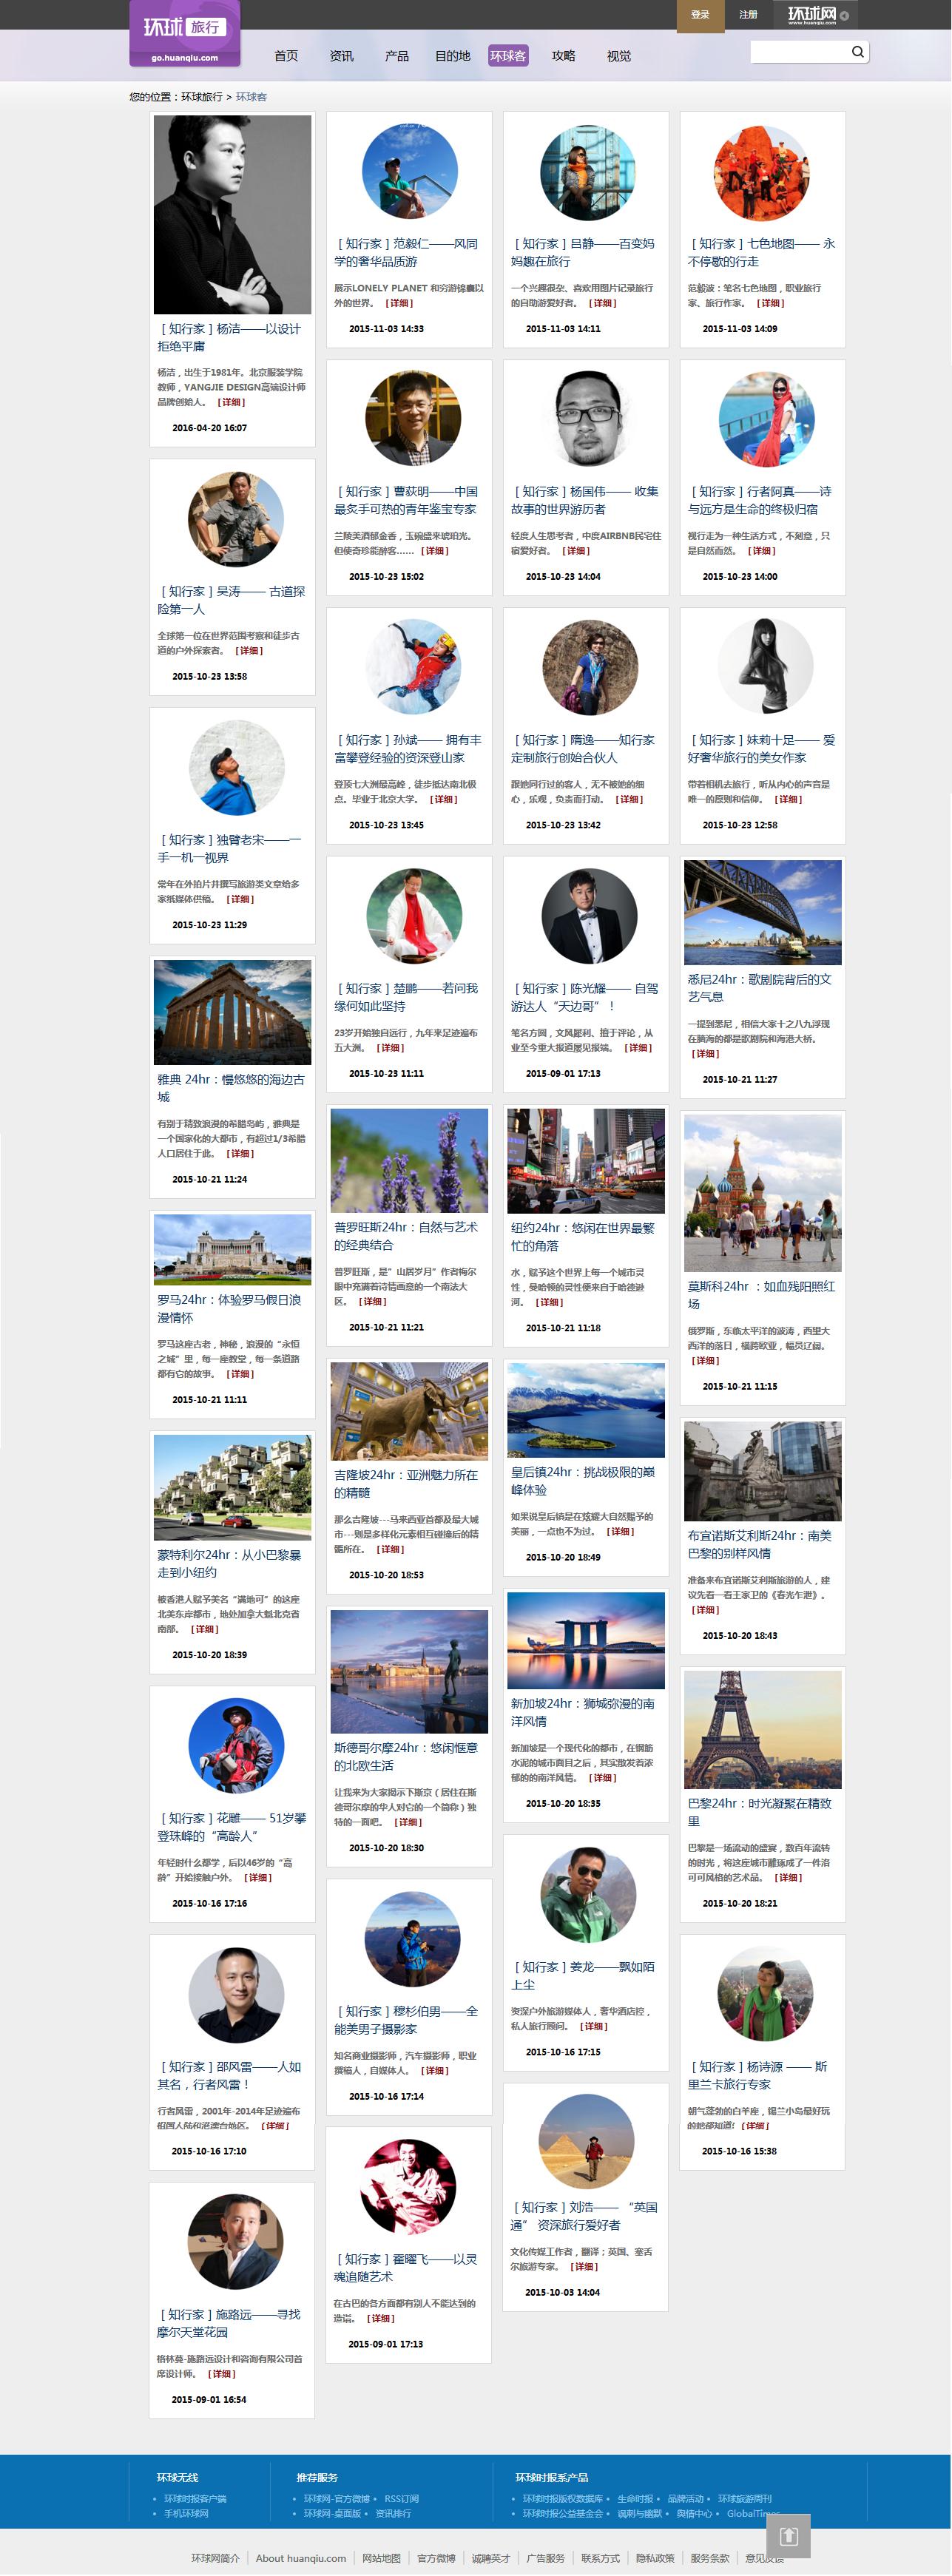 登录
注册
环球网
www.huanqiu.com
环球 旅行
go.huanqiu.com
首页
资讯
产品
目的地
环球客
攻略
视觉
您的位置：环球旅行 > 环球客
[ 知行家 ] 杨洁——以设计
拒绝平庸
杨洁，出生于1981年。北京服装学院
教师，YANGJIE DESIGN高端设计师
品牌创始人。 [详细]
2016-04-20 16:07
[ 知行家 ] 范毅仁——风同
学的奢华品质游
展示LONELY PLANET 和穷游锦囊以
外的世界。 [详细]
2015-11-03 14:33
[ 知行家 ] 吕静——百变妈
妈趣在旅行
一个兴趣很杂、喜欢用图片记录旅行
的自助游爱好者。 [详细]
2015-11-03 14:11
[ 知行家 ] 七色地图—— 永
不停歇的行走
范毅波：笔名七色地图，职业旅行
家、旅行作家。 [详细]
2015-11-03 14:09
[ 知行家 ] 曹荻明——中国
最炙手可热的青年鉴宝专家
兰陵美酒郁金香，玉碗盛来琥珀光。
但使奇珍能醉客…… [详细]
2015-10-23 15:02
[ 知行家 ] 杨国伟—— 收集
故事的世界游历者
轻度人生思考者，中度AIRBNB民宅住
宿爱好者。 [详细]
2015-10-23 14:04
[ 知行家 ] 行者阿真——诗
与远方是生命的终极归宿
视行走为一种生活方式，不刻意，只
是自然而然。 [详细]
2015-10-23 14:00
[ 知行家 ] 吴涛—— 古道探
险第一人
全球第一位在世界范围考察和徒步古
道的户外探索者。 [详细]
2015-10-23 13:58
[ 知行家 ] 孙斌—— 拥有丰
富攀登经验的资深登山家
登顶七大洲最高峰，徒步抵达南北极
点。毕业于北京大学。 [详细]
2015-10-23 13:45
[ 知行家 ] 隋逸——知行家
定制旅行创始合伙人
跟她同行过的客人，无不被她的细
心，乐观，负责而打动。 [详细]
2015-10-23 13:42
[ 知行家 ] 妹莉十足—— 爱
好奢华旅行的美女作家
带着相机去旅行，听从内心的声音是
唯一的原则和信仰。 [详细]
2015-10-23 12:58
[ 知行家 ] 独臂老宋——一
手一机一视界
常年在外拍片并撰写旅游类文章给多
家纸媒体供稿。 [详细]
2015-10-23 11:29
[ 知行家 ] 楚鹏——若问我
缘何如此坚持
23岁开始独自远行，九年来足迹遍布
五大洲。 [详细]
2015-10-23 11:11
[ 知行家 ] 陈光耀—— 自驾
游达人“天边哥”！
笔名方圆，文风犀利、擅于评论，从
业至今重大报道屡见报端。 [详细]
2015-09-01 17:13
悉尼24hr：歌剧院背后的文
艺气息
一提到悉尼，相信大家十之八九浮现
在脑海的都是歌剧院和海港大桥。
[详细]
2015-10-21 11:27
雅典 24hr：慢悠悠的海边古
城
有别于精致浪漫的希腊岛屿，雅典是
一个国家化的大都市，有超过1/3希腊
人口居住于此。 [详细]
2015-10-21 11:24
普罗旺斯24hr：自然与艺术
的经典结合
普罗旺斯，是”山居岁月”作者梅尔
眼中充满着诗情画意的一个南法大
区。 [详细]
2015-10-21 11:21
纽约24hr：悠闲在世界最繁
忙的角落
水，赋予这个世界上每一个城市灵
性，曼哈顿的灵性便来自于哈德逊
河。 [详细]
2015-10-21 11:18
莫斯科24hr ：如血残阳照红
场
俄罗斯，东临太平洋的波涛，西里大
西洋的落日，横跨欧亚，幅员辽阔。
[详细]
2015-10-21 11:15
罗马24hr：体验罗马假日浪
漫情怀
罗马这座古老，神秘，浪漫的“永恒
之城”里，每一座教堂，每一条道路
都有它的故事。 [详细]
2015-10-21 11:11
吉隆坡24hr：亚洲魅力所在
的精髓
那么吉隆坡---马来西亚首都及最大城
市---则是多样化元素相互碰撞后的精
髓所在。 [详细]
2015-10-20 18:53
皇后镇24hr：挑战极限的巅
峰体验
如果说皇后镇是在炫耀大自然赐予的
美丽，一点也不为过。 [详细]
2015-10-20 18:49
布宜诺斯艾利斯24hr：南美
巴黎的别样风情
准备来布宜诺斯艾利斯旅游的人，建
议先看一看王家卫的《春光乍泄》。
[详细]
2015-10-20 18:43
蒙特利尔24hr：从小巴黎暴
走到小纽约
被香港人赋予美名“满地可”的这座
北美东岸都市，地处加拿大魁北克省
南部。 [详细]
2015-10-20 18:39
新加坡24hr：狮城弥漫的南
洋风情
新加坡是一个现代化的都市，在钢筋
水泥的城市面目之后，其实散发着浓
郁的的南洋风情。 [详细]
2015-10-20 18:35
斯德哥尔摩24hr：悠闲惬意
的北欧生活
让我来为大家揭示下斯京（居住在斯
德哥尔摩的华人对它的一个简称）独
特的一面吧。 [详细]
2015-10-20 18:30
巴黎24hr：时光凝聚在精致
里
巴黎是一场流动的盛宴，数百年流转
的时光，将这座城市雕琢成了一件洛
可可风格的艺术品。 [详细]
2015-10-20 18:21
[ 知行家 ] 花雕—— 51岁攀
登珠峰的“高龄人”
年轻时什么都学，后以46岁的“高
龄”开始接触户外。 [详细]
2015-10-16 17:16
[ 知行家 ] 姜龙——飘如陌
上尘
资深户外旅游媒体人，奢华酒店控，
私人旅行顾问。 [详细]
2015-10-16 17:15
[ 知行家 ] 穆杉伯男——全
能美男子摄影家
知名商业摄影师，汽车摄影师，职业
撰稿人，自媒体人。 [详细]
2015-10-16 17:14
[ 知行家 ] 邵风雷——人如
其名，行者风雷！
行者风雷，2001年-2014年足迹遍布
祖国大陆和港澳台地区。 [详细]
2015-10-16 17:10
[ 知行家 ] 杨诗源 —— 斯
里兰卡旅行专家
朝气蓬勃的白羊座，锡兰小岛最好玩
的她都知道! [详细]
2015-10-16 15:38
[ 知行家 ] 刘浩—— “英国
通” 资深旅行爱好者
文化传媒工作者，翻译；英国、塞舌
尔旅游专家。 [详细]
2015-10-03 14:04
[ 知行家 ] 霍曜飞——以灵
魂追随艺术
在古巴的各方面都有别人不能达到的
造诣。 [详细]
2015-09-01 17:13
[ 知行家 ] 施路远——寻找
摩尔天堂花园
格林葵-施路远设计和咨询有限公司首
席设计师。 [详细]
2015-09-01 16:54
环球无线
环球时报客户端
手机环球网
推荐服务
环球网-官方微博 • RSS订阅
环球网-桌面版 • 资讯排行
环球时报系产品
环球时报版权数据库 • 生命时报 • 品牌活动 • 环球旅游周刊
环球时报公益基金会 • 讽刺与幽默 • 舆情中心 • GlobalTimes
环球网简介 | About huanqiu.com | 网站地图 | 官方微博 | 诚聘英才 | 广告服务 | 联系方式 | 隐私政策 | 服务条款 | 意见反馈